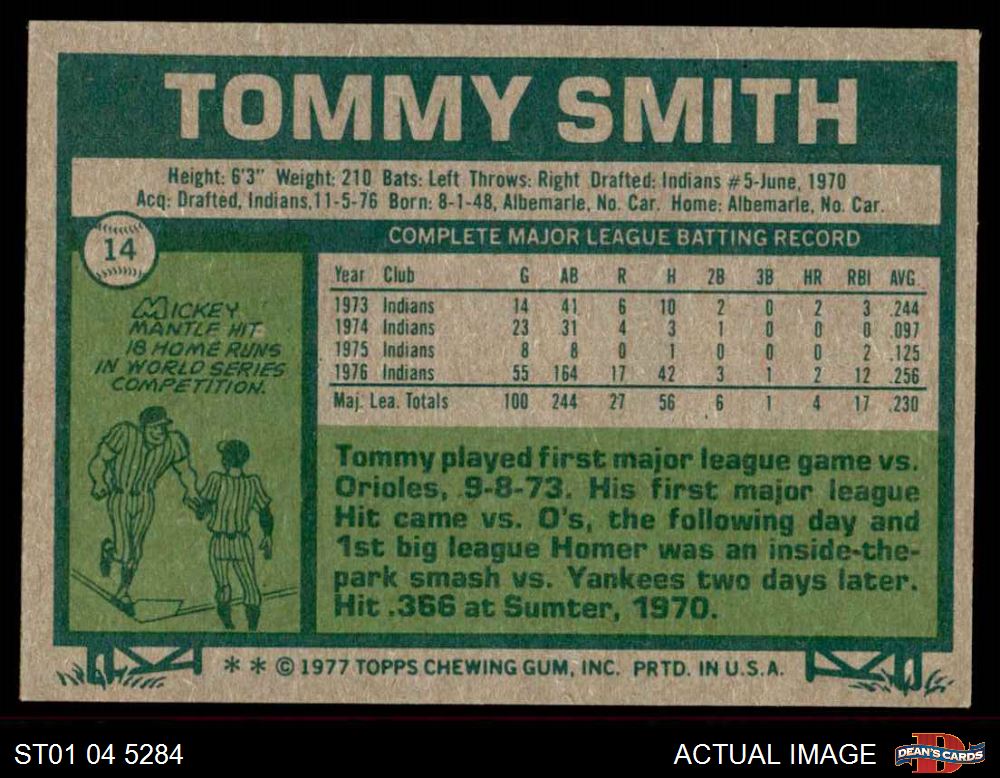 TOMMY SMITH
Height: 6'3" Weight: 210 Bats: Left Throws: Right Drafted: Indians #5-June, 1970
Acq: Drafted, Indians,11-5-76 Born: 8-1-48, Albemarle, No. Car. Home: Albemarle, No. Car.
14
COMPLETE MAJOR LEAGUE BATTING RECORD
Year Club G AB R H 2B 3B HR RBI AVG.
1973 Indians 14 41 6 10 2 0 2 3 .244
1974 Indians 23 31 4 3 1 0 0 0 .097
1975 Indians 8 8 0 1 0 0 0 2 .125
1976 Indians 55 164 17 42 3 1 2 12 .256
Maj. Lea. Totals 100 244 27 56 6 1 4 17 .230
MICKEY
MANTLE HIT
18 HOME RUNS
IN WORLD SERIES
COMPETITION.
Tommy played first major league game vs.
Orioles, 9-8-73. His first major league
Hit came vs. O's, the following day and
1st big league Homer was an inside-the-
park smash vs. Yankees two days later.
Hit .366 at Sumter, 1970.
** © 1977 TOPPS CHEWING GUM, INC. PRTD. IN U.S.A.
ST01 04 5284
ACTUAL IMAGE
DEAN'S CARDS